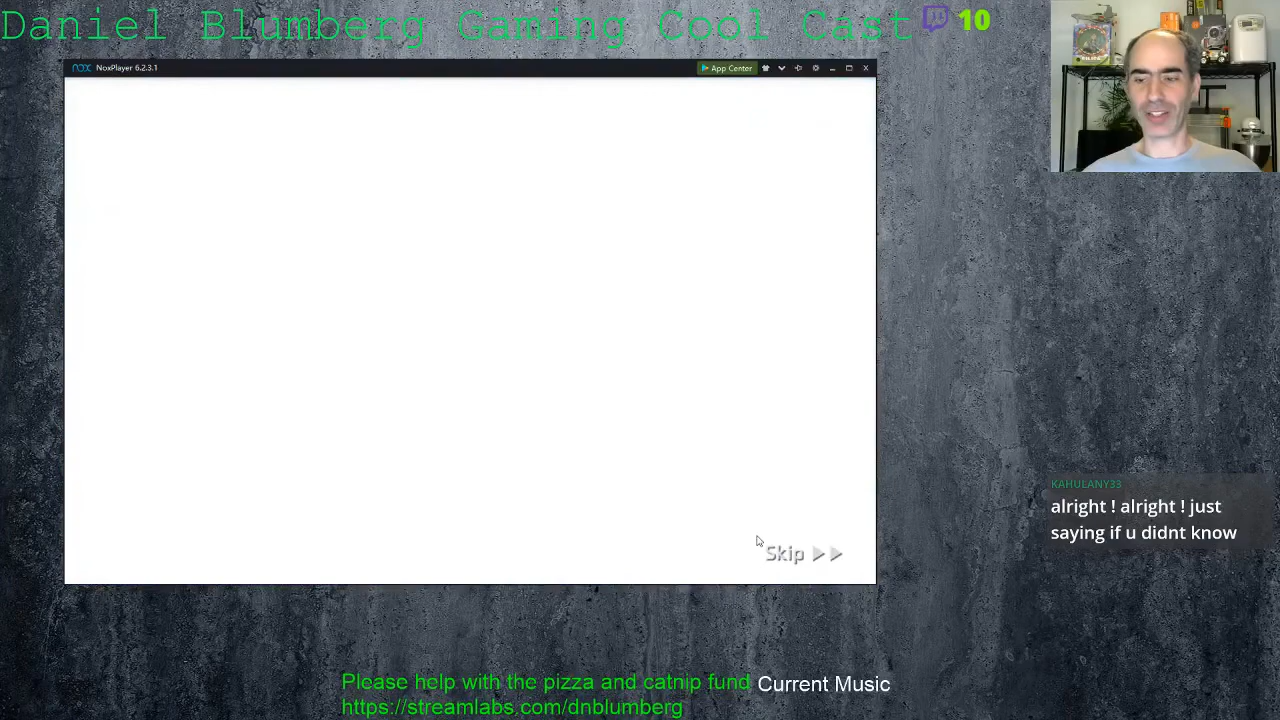 Daniel Blumberg Gaming Cool Cast 10
nox NoxPlayer 6.2.3.1 App Center
KAHULANY33
alright ! alright ! just
saying if u didnt know
Skip
Please help with the pizza and catnip fund Current Music
https://streamlabs.com/dnblumberg